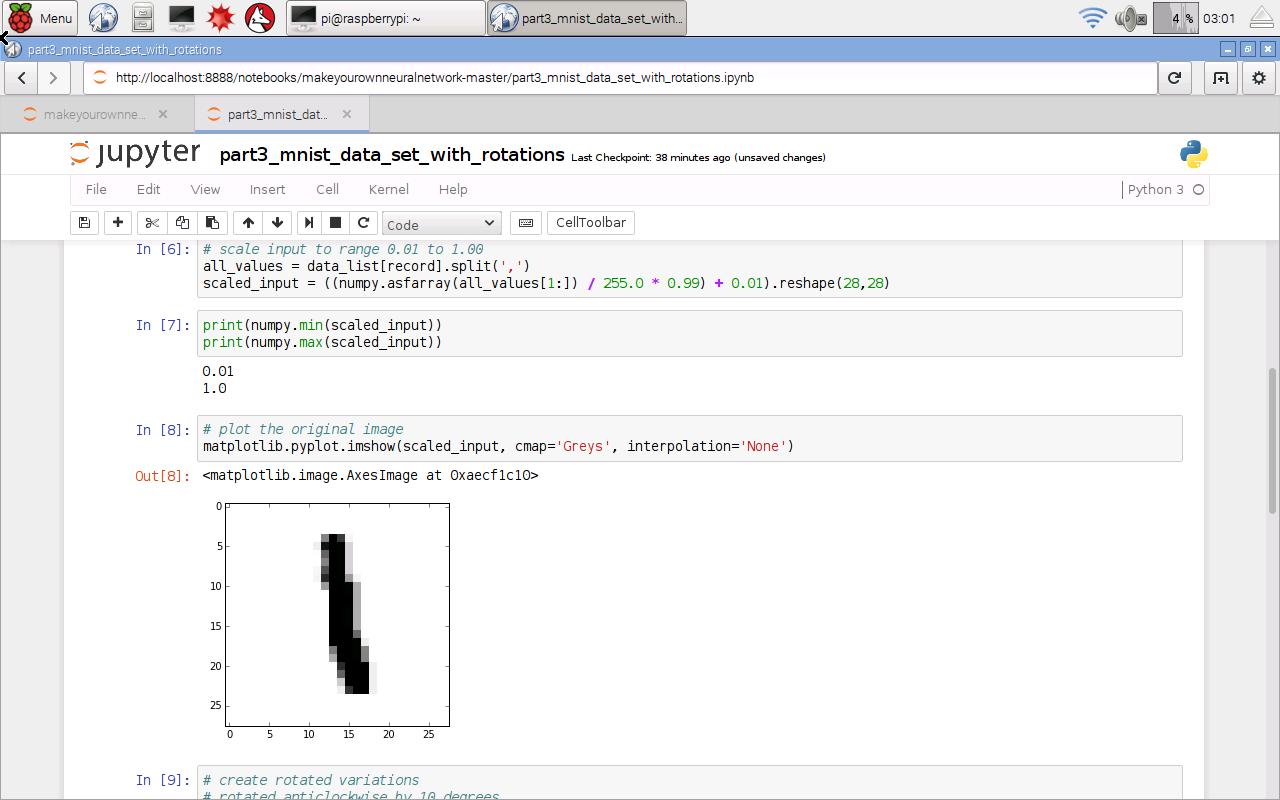 Menu pi@raspberrypi: ~ part3_mnist_data_set_with... 4 % 03:01
part3_mnist_data_set_with_rotations
http://localhost:8888/notebooks/makeyourownneuralnetwork-master/part3_mnist_data_set_with_rotations.ipynb
makeyourownne... part3_mnist_dat...
jupyter part3_mnist_data_set_with_rotations Last Checkpoint: 38 minutes ago (unsaved changes)
File Edit View Insert Cell Kernel Help Python 3
Code CellToolbar
In [6]: # scale input to range 0.01 to 1.00
all_values = data_list[record].split(',')
scaled_input = ((numpy.asfarray(all_values[1:]) / 255.0 * 0.99) + 0.01).reshape(28,28)
In [7]: print(numpy.min(scaled_input))
print(numpy.max(scaled_input))
0.01
1.0
In [8]: # plot the original image
matplotlib.pyplot.imshow(scaled_input, cmap='Greys', interpolation='None')
Out[8]: <matplotlib.image.AxesImage at 0xaecf1c10>
0
5
10
15
20
25
0 5 10 15 20 25
In [9]: # create rotated variations
# rotated anticlockwise by 10 degrees